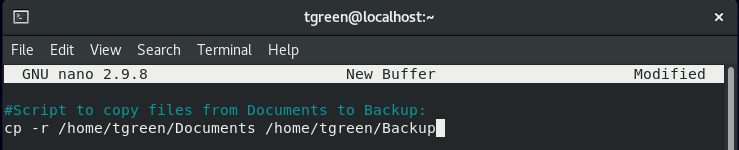 tgreen@localhost:~
File Edit View Search Terminal Help
GNU nano 2.9.8 New Buffer Modified
#Script to copy files from Documents to Backup:
cp -r /home/tgreen/Documents /home/tgreen/Backup